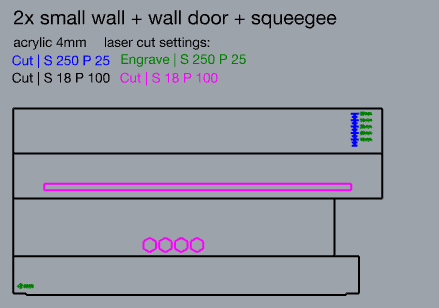 2x small wall + wall door + squeegee
acrylic 4mm laser cut settings:
Cut | S 250 P 25 Engrave | S 250 P 25
Cut | S 18 P 100 Cut | S 18 P 100